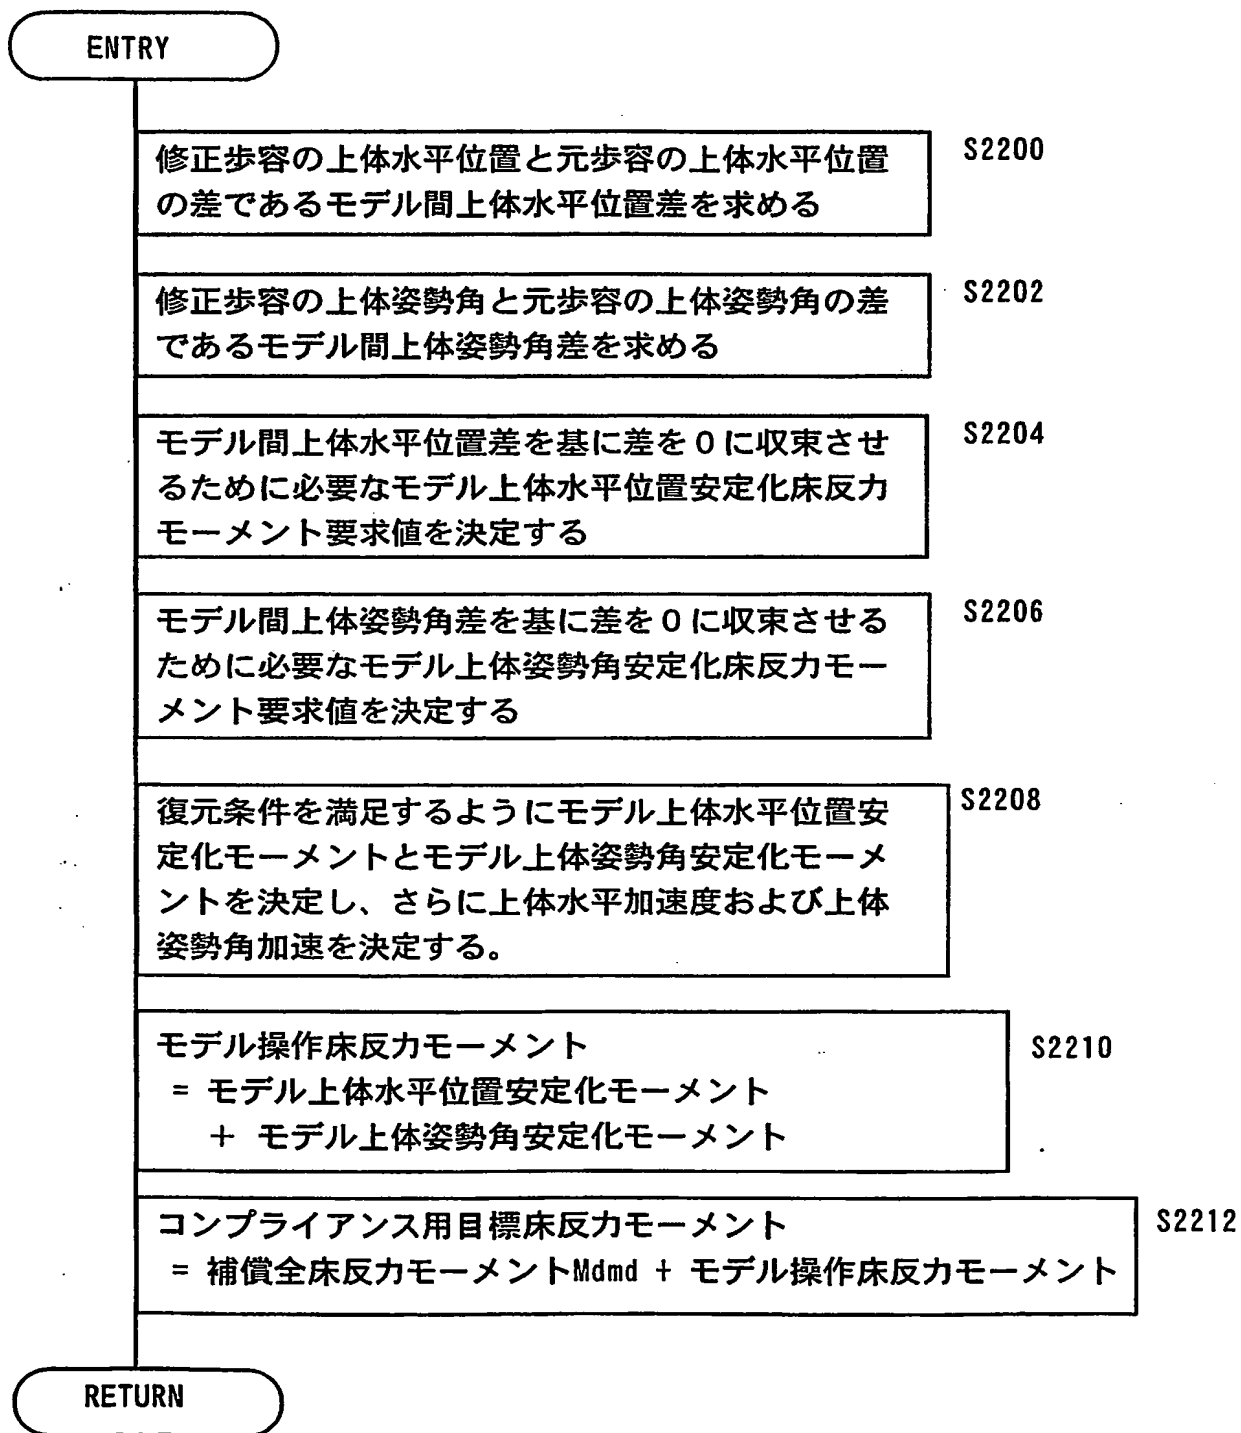 ENTRY
修正歩容の上体水平位置と元歩容の上体水平位置
の差であるモデル間上体水平位置差を求める
S2200
修正歩容の上体姿勢角と元歩容の上体姿勢角の差
であるモデル間上体姿勢角差を求める
S2202
モデル間上体水平位置差を基に差を0に収束させ
るために必要なモデル上体水平位置安定化床反力
モーメント要求値を決定する
S2204
モデル間上体姿勢角差を基に差を0に収束させる
ために必要なモデル上体姿勢角安定化床反力モー
メント要求値を決定する
S2206
復元条件を満足するようにモデル上体水平位置安
定化モーメントとモデル上体姿勢角安定化モーメ
ントを決定し、さらに上体水平加速度および上体
姿勢角加速を決定する。
S2208
モデル操作床反力モーメント
= モデル上体水平位置安定化モーメント
+ モデル上体姿勢角安定化モーメント
S2210
コンプライアンス用目標床反力モーメント
= 補償全床反力モーメントMdmd + モデル操作床反力モーメント
S2212
RETURN